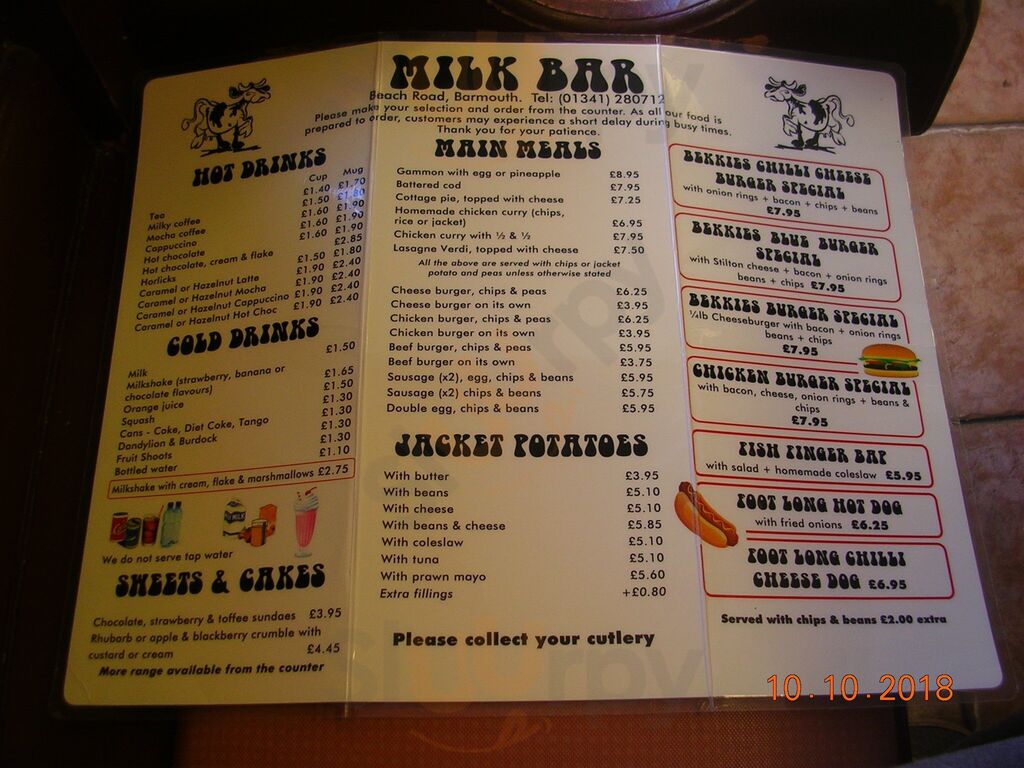 MILK BAR
Beach Road, Barmouth. Tel: (01341) 280712
Please make your selection and order from the counter. As all our food is
prepared to order, customers may experience a short delay during busy times.
Thank you for your patience.
HOT DRINKS
Cup Mug
Tea £1.40 £1.70
Milky coffee £1.50 £1.80
Mocha coffee £1.60 £1.90
Cappuccino £1.60 £1.90
Hot chocolate £1.60 £1.90
Hot chocolate, cream & flake £2.85
Horlicks £1.50 £1.80
Caramel or Hazelnut Latte £1.90 £2.40
Caramel or Hazelnut Mocha £1.90 £2.40
Caramel or Hazelnut Cappuccino £1.90 £2.40
Caramel or Hazelnut Hot Choc £1.90 £2.40
COLD DRINKS
Milk £1.50
Milkshake (strawberry, banana or
chocolate flavours) £1.65
Orange juice £1.50
Squash £1.30
Cans - Coke, Diet Coke, Tango £1.30
Dandylion & Burdock £1.30
Fruit Shoots £1.30
Bottled water £1.10
Milkshake with cream, flake & marshmallows £2.75
MILK
We do not serve tap water
SWEETS & CAKES
Chocolate, strawberry & toffee sundaes £3.95
Rhubarb or apple & blackberry crumble with
custard or cream £4.45
More range available from the counter
MAIN MEALS
Gammon with egg or pineapple £8.95
Battered cod £7.95
Cottage pie, topped with cheese £7.25
Homemade chicken curry (chips,
rice or jacket) £6.95
Chicken curry with ½ & ½ £7.95
Lasagne Verdi, topped with cheese £7.50
All the above are served with chips or jacket
potato and peas unless otherwise stated
Cheese burger, chips & peas £6.25
Cheese burger on its own £3.95
Chicken burger, chips & peas £6.25
Chicken burger on its own £3.95
Beef burger, chips & peas £5.95
Beef burger on its own £3.75
Sausage (x2), egg, chips & beans £5.95
Sausage (x2) chips & beans £5.75
Double egg, chips & beans £5.95
JACKET POTATOES
With butter £3.95
With beans £5.10
With cheese £5.10
With beans & cheese £5.85
With coleslaw £5.10
With tuna £5.10
With prawn mayo £5.60
Extra fillings +£0.80
Please collect your cutlery
BEKKIES CHILLI CHEESE
BURGER SPECIAL
with onion rings + bacon + chips + beans
£7.95
BEKKIES BLUE BURGER
SPECIAL
with Stilton cheese + bacon + onion rings
beans + chips £7.95
BEKKIES BURGER SPECIAL
¼lb Cheeseburger with bacon + onion rings
beans + chips
£7.95
CHICKEN BURGER SPECIAL
with bacon, cheese, onion rings + beans &
chips
£7.95
FISH FINGER BAP
with salad + homemade coleslaw £5.95
FOOT LONG HOT DOG
with fried onions £6.25
FOOT LONG CHILLI
CHEESE DOG £6.95
Served with chips & beans £2.00 extra
Sluurpy
10.10.2018